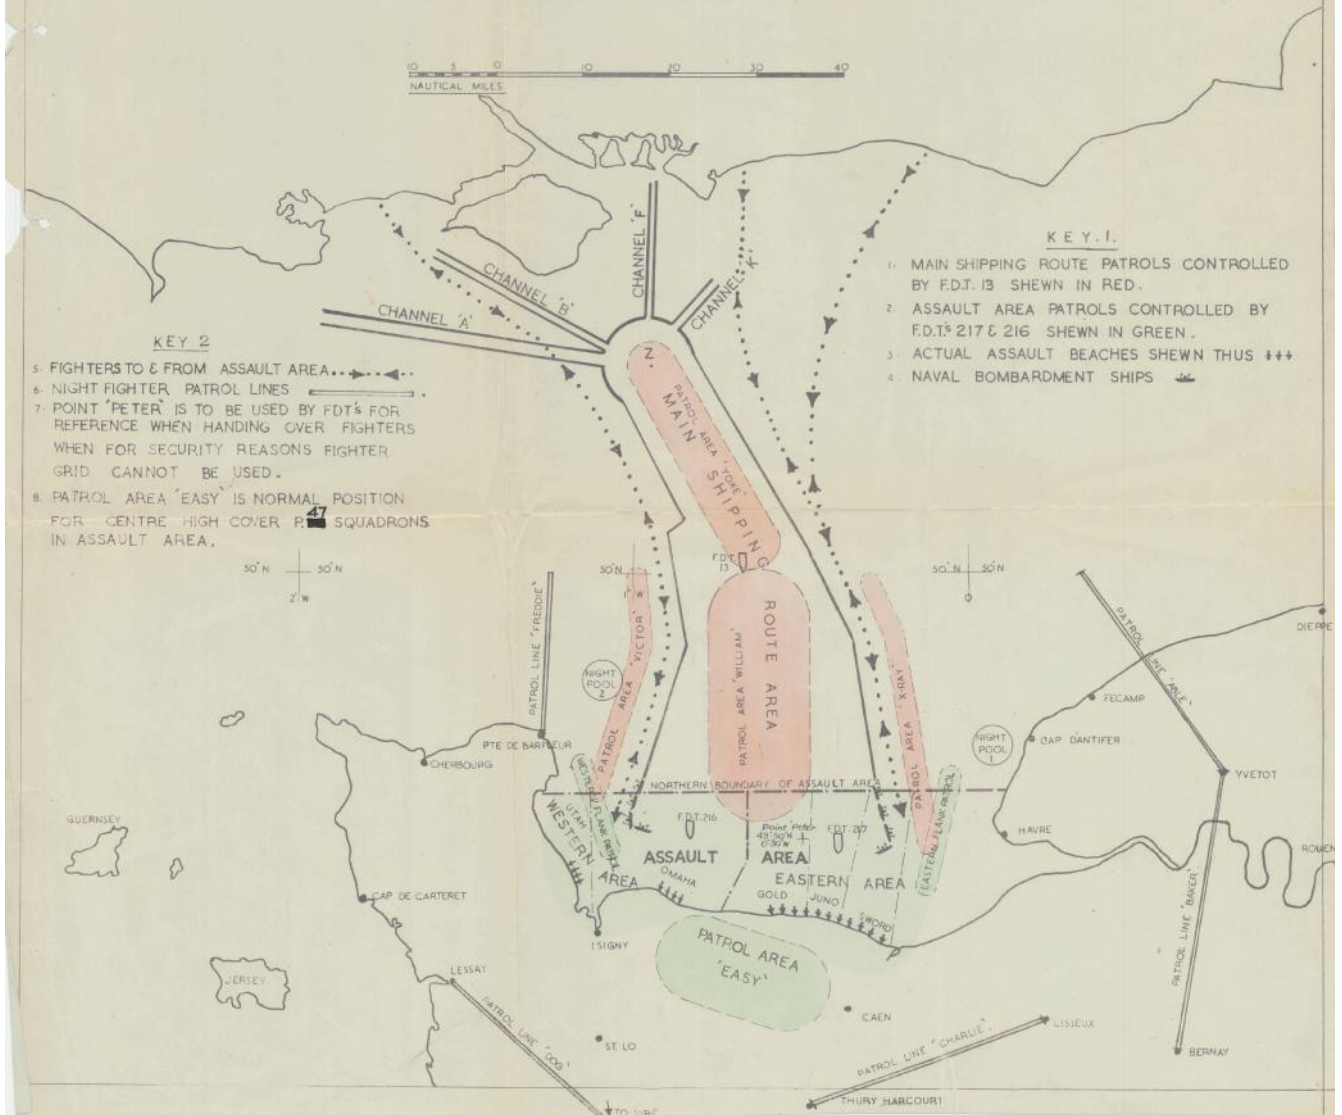 10 5 0 10 20 30 40
NAUTICAL MILES
KEY.1.
1. MAIN SHIPPING ROUTE PATROLS CONTROLLED
BY F.D.T. 13 SHEWN IN RED.
2. ASSAULT AREA PATROLS CONTROLLED BY
F.D.T.'s 217 & 216 SHEWN IN GREEN.
3. ACTUAL ASSAULT BEACHES SHEWN THUS
4. NAVAL BOMBARDMENT SHIPS
KEY 2
5. FIGHTERS TO & FROM ASSAULT AREA
6. NIGHT FIGHTER PATROL LINES
7. POINT 'PETER' IS TO BE USED BY FDT's FOR
REFERENCE WHEN HANDING OVER FIGHTERS
WHEN FOR SECURITY REASONS FIGHTER
GRID CANNOT BE USED.
8. PATROL AREA 'EASY' IS NORMAL POSITION
FOR CENTRE HIGH COVER P.47 SQUADRONS
IN ASSAULT AREA.
CHANNEL 'A'
CHANNEL 'B'
CHANNEL 'F'
CHANNEL 'K'
Z
PATROL AREA 'YOKE'
MAIN SHIPPING
F.D.T.
13
ROUTE AREA
PATROL AREA 'WILLIAM'
50°N 50°N
2°W
50°N
1°W
50°N 50°N
0
PATROL LINE 'FREDDIE'
NIGHT
POOL
2
PATROL AREA 'VICTOR'
PATROL AREA 'X-RAY'
NIGHT
POOL
1
PATROL LINE 'ABLE'
DIEPPE
FECAMP
CAP D'ANTIFER
YVETOT
PTE DE BARFLEUR
CHERBOURG
NORTHERN BOUNDARY OF ASSAULT AREA
WESTERN FLANK PATROL
EASTERN FLANK PATROL
GUERNSEY
HAVRE
ROUEN
UTAH
WESTERN AREA
F.D.T. 216
Point 'Peter'
49°30'N
0°30'W
F.D.T. 217
ASSAULT AREA
OMAHA
EASTERN AREA
GOLD
JUNO
SWORD
CAP DE CARTERET
ISIGNY
PATROL AREA
'EASY'
PATROL LINE 'BAKER'
JERSEY
LESSAY
PATROL LINE 'DOG'
CAEN
ST. LO
PATROL LINE 'CHARLIE'.
LISIEUX
BERNAY
THURY HARCOURT
TO VIRE